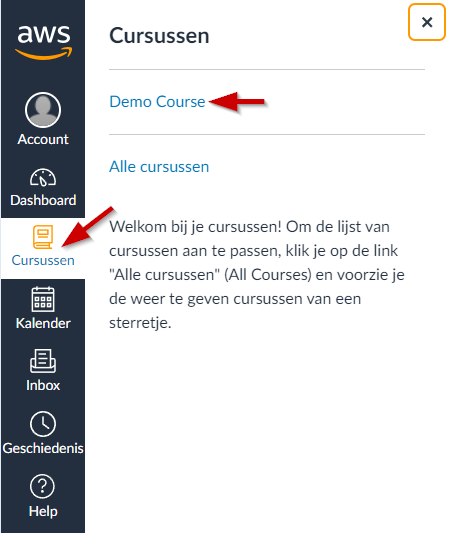 aws
Account
Dashboard
Cursussen
Kalender
Inbox
Geschiedenis
Help
Cursussen
Demo Course
Alle cursussen
Welkom bij je cursussen! Om de lijst van
cursussen aan te passen, klik je op de link
"Alle cursussen" (All Courses) en voorzie je
de weer te geven cursussen van een
sterretje.